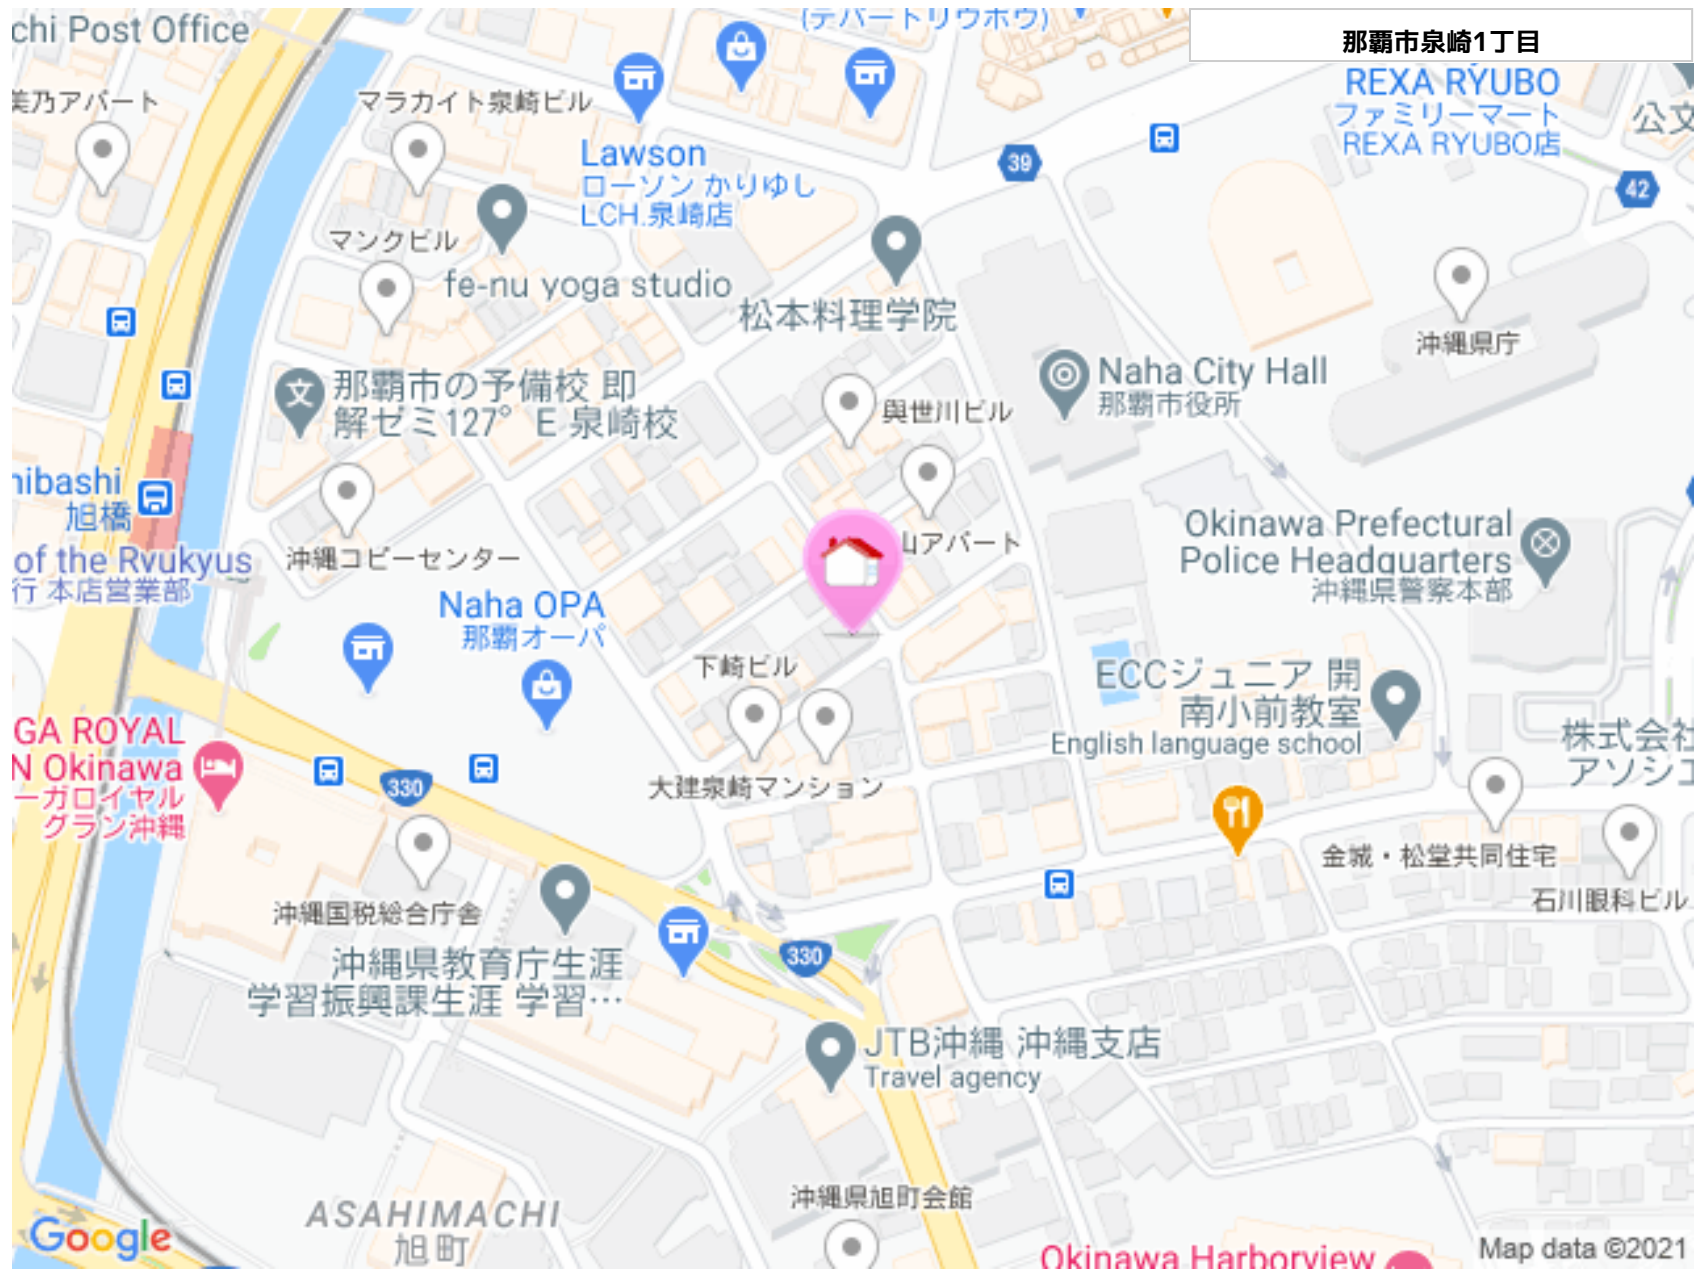 chi Post Office
(デパートリウボウ)
那覇市泉崎1丁目
REXA RYUBO
ファミリーマート
REXA RYUBO店
公文
美乃アパート
マラカイト泉崎ビル
Lawson
ローソン かりゆし
LCH.泉崎店
39
42
マンクビル
fe-nu yoga studio
松本料理学院
沖縄県庁
Naha City Hall
那覇市役所
那覇市の予備校 即
解ゼミ127°E 泉崎校
與世川ビル
hibashi
旭橋
of the Ryukyus
行 本店営業部
沖縄コピーセンター
山アパート
Okinawa Prefectural
Police Headquarters
沖縄県警察本部
Naha OPA
那覇オーパ
下崎ビル
ECCジュニア 開
南小前教室
English language school
GA ROYAL
N Okinawa
ーガロイヤル
グラン沖縄
330
大建泉崎マンション
株式会社
アソシエ
金城・松堂共同住宅
石川眼科ビル
沖縄国税総合庁舎
330
沖縄県教育庁生涯
学習振興課生涯 学習…
JTB沖縄 沖縄支店
Travel agency
ASAHIMACHI
旭町
沖縄県旭町会館
Okinawa Harborview
Google
Map data ©2021